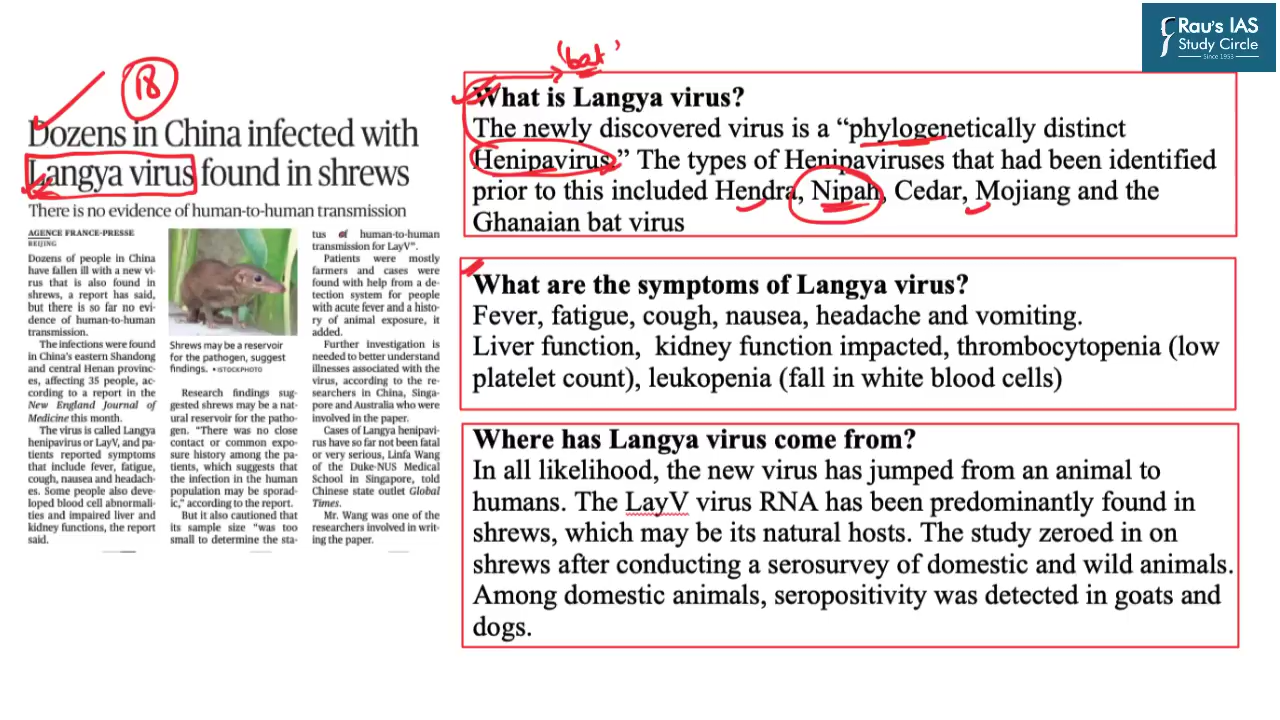 Rau's IAS
Study Circle
Since 1953
18
Dozens in China infected with
Langya virus found in shrews
There is no evidence of human-to-human transmission
AGENCE FRANCE-PRESSE
BEIJING
Dozens of people in China
have fallen ill with a new vi-
rus that is also found in
shrews, a report has said,
but there is so far no evi-
dence of human-to-human
transmission.
The infections were found
in China's eastern Shandong
and central Henan provinc-
es, affecting 35 people, ac-
cording to a report in the
New England Journal of
Medicine this month.
The virus is called Langya
henipavirus or LayV, and pa-
tients reported symptoms
that include fever, fatigue,
cough, nausea and headach-
es. Some people also deve-
loped blood cell abnormali-
ties and impaired liver and
kidney functions, the report
said.
Shrews may be a reservoir
for the pathogen, suggest
findings. • ISTOCKPHOTO
Research findings sug-
gested shrews may be a nat-
ural reservoir for the patho-
gen. "There was no close
contact or common expo-
sure history among the pa-
tients, which suggests that
the infection in the human
population may be sporad-
ic," according to the report.
But it also cautioned that
its sample size "was too
small to determine the sta-
tus of human-to-human
transmission for LayV".
Patients were mostly
farmers and cases were
found with help from a de-
tection system for people
with acute fever and a histo-
ry of animal exposure, it
added.
Further investigation is
needed to better understand
illnesses associated with the
virus, according to the re-
searchers in China, Singa-
pore and Australia who were
involved in the paper.
Cases of Langya henipavi-
rus have so far not been fatal
or very serious, Linfa Wang
of the Duke-NUS Medical
School in Singapore, told
Chinese state outlet Global
Times.
Mr. Wang was one of the
researchers involved in writ-
ing the paper.
'bat'
What is Langya virus?
The newly discovered virus is a “phylogenetically distinct
Henipavirus.” The types of Henipaviruses that had been identified
prior to this included Hendra, Nipah, Cedar, Mojiang and the
Ghanaian bat virus
What are the symptoms of Langya virus?
Fever, fatigue, cough, nausea, headache and vomiting.
Liver function, kidney function impacted, thrombocytopenia (low
platelet count), leukopenia (fall in white blood cells)
Where has Langya virus come from?
In all likelihood, the new virus has jumped from an animal to
humans. The LayV virus RNA has been predominantly found in
shrews, which may be its natural hosts. The study zeroed in on
shrews after conducting a serosurvey of domestic and wild animals.
Among domestic animals, seropositivity was detected in goats and
dogs.